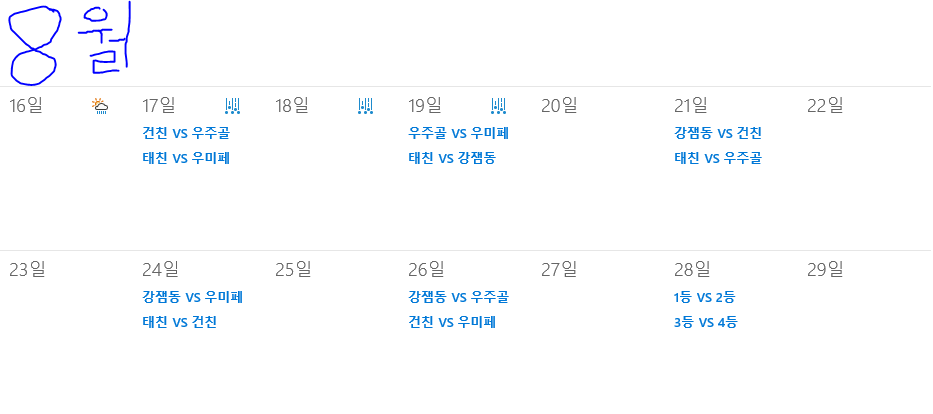 8월
16일 17일 18일 19일 20일 21일 22일
건친 VS 우주골 우주골 VS 우미페 강잼동 VS 건친
태친 VS 우미페 태친 VS 강잼동 태친 VS 우주골
23일 24일 25일 26일 27일 28일 29일
강잼동 VS 우미페 강잼동 VS 우주골 1등 VS 2등
태친 VS 건친 건친 VS 우미페 3등 VS 4등